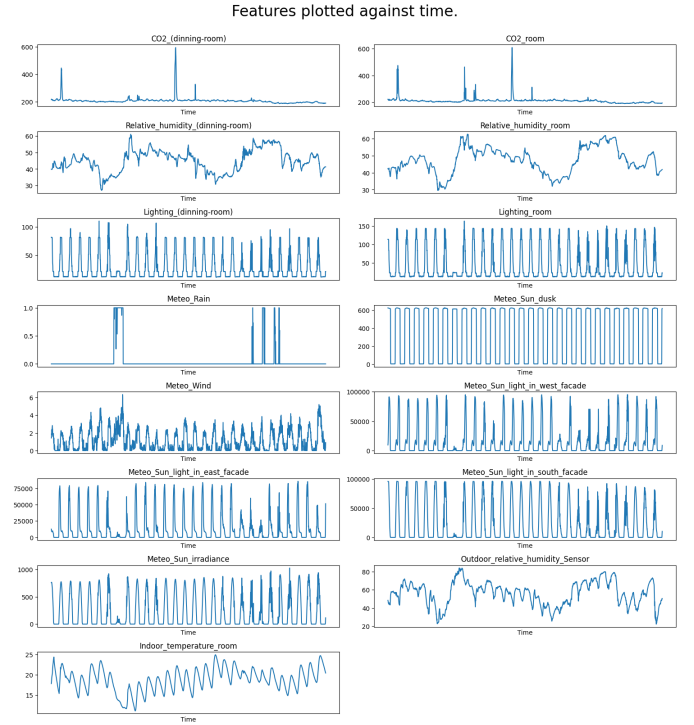 Features plotted against time.
CO2_(dinning-room)
600
400
200
Time
CO2_room
600
400
200
Time
Relative_humidity_(dinning-room)
60
50
40
30
Time
Relative_humidity_room
60
50
40
30
Time
Lighting_(dinning-room)
100
50
Time
Lighting_room
150
100
50
Time
Meteo_Rain
1.0
0.5
0.0
Time
Meteo_Sun_dusk
600
400
200
0
Time
Meteo_Wind
6
4
2
0
Time
Meteo_Sun_light_in_west_facade
100000
50000
0
Time
Meteo_Sun_light_in_east_facade
75000
50000
25000
0
Time
Meteo_Sun_light_in_south_facade
100000
50000
0
Time
Meteo_Sun_irradiance
1000
500
0
Time
Outdoor_relative_humidity_Sensor
80
60
40
20
Time
Indoor_temperature_room
25
20
15
Time